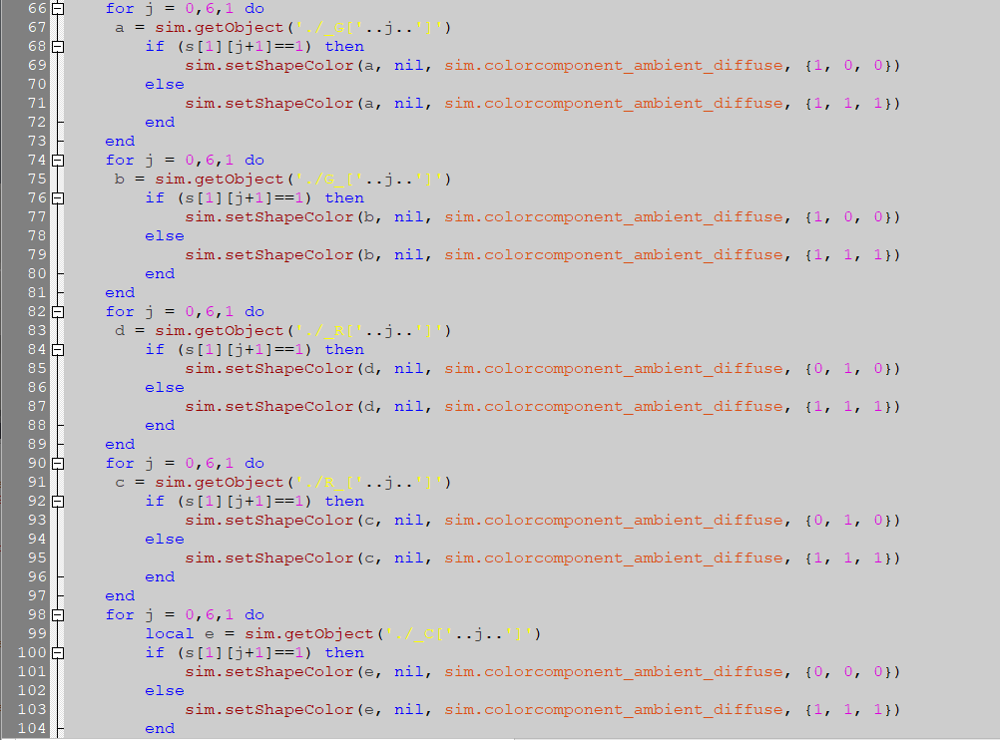 66 for j = 0,6,1 do
67 a = sim.getObject('./_G['..j..']')
68 if (s[1][j+1]==1) then
69 sim.setShapeColor(a, nil, sim.colorcomponent_ambient_diffuse, {1, 0, 0})
70 else
71 sim.setShapeColor(a, nil, sim.colorcomponent_ambient_diffuse, {1, 1, 1})
72 end
73 end
74 for j = 0,6,1 do
75 b = sim.getObject('./G_['..j..']')
76 if (s[1][j+1]==1) then
77 sim.setShapeColor(b, nil, sim.colorcomponent_ambient_diffuse, {1, 0, 0})
78 else
79 sim.setShapeColor(b, nil, sim.colorcomponent_ambient_diffuse, {1, 1, 1})
80 end
81 end
82 for j = 0,6,1 do
83 d = sim.getObject('./_R['..j..']')
84 if (s[1][j+1]==1) then
85 sim.setShapeColor(d, nil, sim.colorcomponent_ambient_diffuse, {0, 1, 0})
86 else
87 sim.setShapeColor(d, nil, sim.colorcomponent_ambient_diffuse, {1, 1, 1})
88 end
89 end
90 for j = 0,6,1 do
91 c = sim.getObject('./R_['..j..']')
92 if (s[1][j+1]==1) then
93 sim.setShapeColor(c, nil, sim.colorcomponent_ambient_diffuse, {0, 1, 0})
94 else
95 sim.setShapeColor(c, nil, sim.colorcomponent_ambient_diffuse, {1, 1, 1})
96 end
97 end
98 for j = 0,6,1 do
99 local e = sim.getObject('./_C['..j..']')
100 if (s[1][j+1]==1) then
101 sim.setShapeColor(e, nil, sim.colorcomponent_ambient_diffuse, {0, 0, 0})
102 else
103 sim.setShapeColor(e, nil, sim.colorcomponent_ambient_diffuse, {1, 1, 1})
104 end